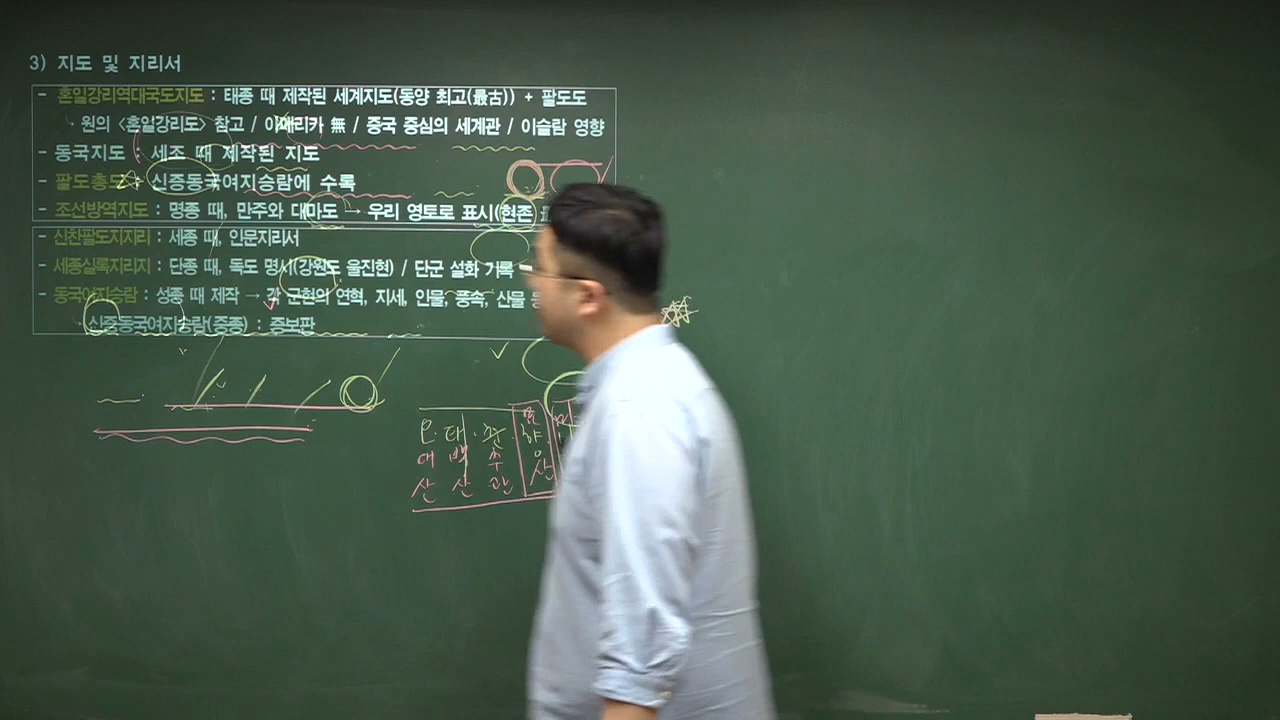 3) 지도 및 지리서
- 혼일강리역대국도지도 : 태종 때 제작된 세계지도(동양 최고(最古)) + 팔도도
↳ 원의 <혼일강리도> 참고 / 아메리카 無 / 중국 중심의 세계관 / 이슬람 영향
- 동국지도 : 세조 때 제작된 지도
- 팔도총도 : 신증동국여지승람에 수록
- 조선방역지도 : 명종 때, 만주와 대마도 → 우리 영토로 표시(현존
- 신찬팔도지리지 : 세종 때, 인문지리서
- 세종실록지리지 : 단종 때, 독도 명시(강원도 울진현) / 단군 설화 기록
- 동국여지승람 : 성종 때 제작 → 각 군현의 연혁, 지세, 인물, 풍속, 산물
↳ 신증동국여지승람(중종) : 증보판
오대산
태백산
춘추관
묘향산